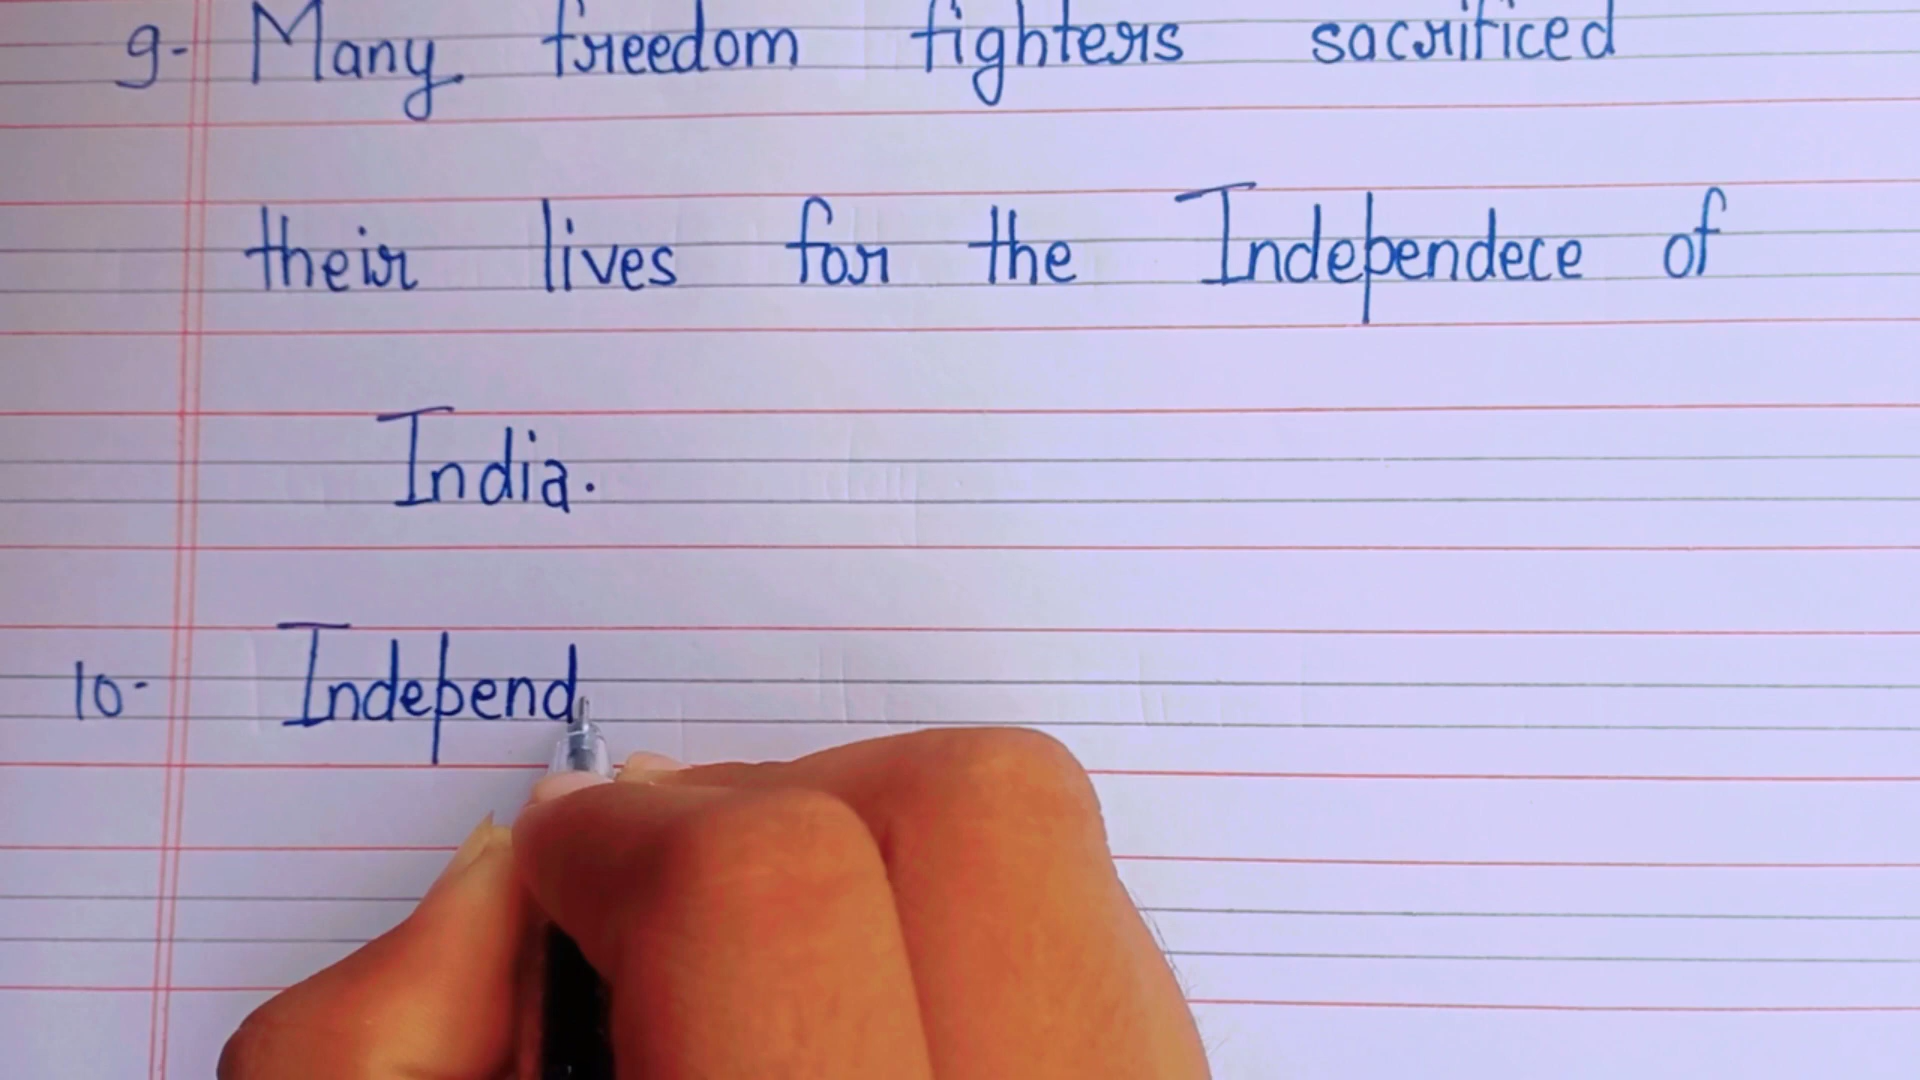 9- Many freedom fighters sacrificed
their lives for the Independece of
India.
10- Independ